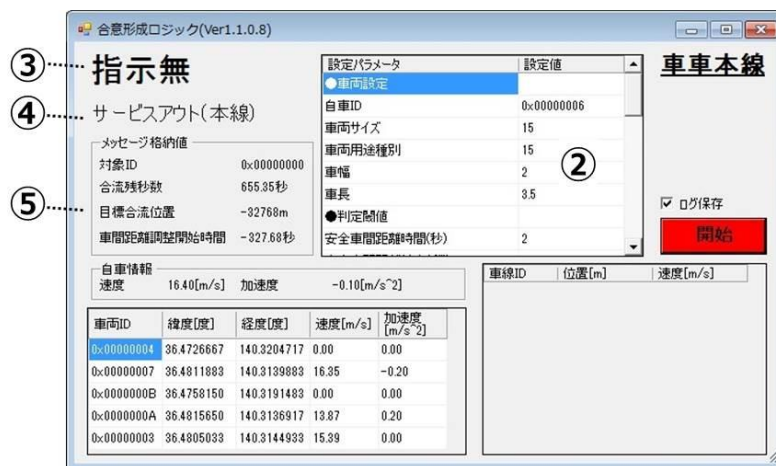 合意形成ロジック(Ver1.1.0.8)
③
指示無
④
サービスアウト(本線)
メッセージ格納値
対象ID 0x00000000
合流残秒数 655.35秒
⑤
目標合流位置 -32768m
車間距離調整開始時間 -327.68秒
設定パラメータ 設定値
●車両設定
自車ID 0x00000006
車両サイズ 15
車両用途種別 15
②
車幅 2
車長 3.5
●判定閾値
安全車間距離時間(秒) 2
車車本線
ログ保存
開始
自車情報
速度 16.40[m/s] 加速度 -0.10[m/s^2]
車両ID 緯度[度] 経度[度] 速度[m/s] 加速度[m/s^2]
0x00000004 36.4726667 140.3204717 0.00 0.00
0x00000007 36.4811883 140.3139883 16.35 -0.20
0x0000000B 36.4758150 140.3191483 0.00 0.00
0x0000000A 36.4815650 140.3136917 13.87 0.20
0x00000003 36.4805033 140.3144933 15.39 0.00
車線ID 位置[m] 速度[m/s]